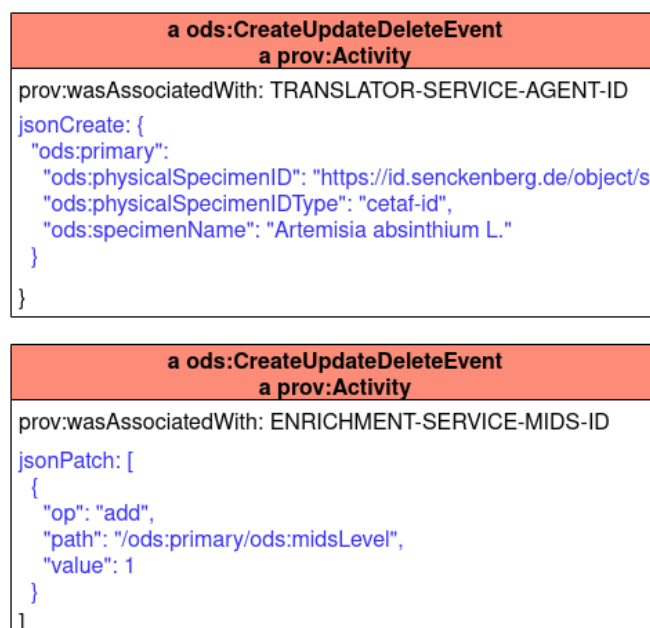 a ods:CreateUpdateDeleteEvent
a prov:Activity
prov:wasAssociatedWith: TRANSLATOR-SERVICE-AGENT-ID
jsonCreate: {
"ods:primary":
"ods:physicalSpecimenID": "https://id.senckenberg.de/object/s
"ods:physicalSpecimenIDType": "cetaf-id",
"ods:specimenName": "Artemisia absinthium L."
}
}
a ods:CreateUpdateDeleteEvent
a prov:Activity
prov:wasAssociatedWith: ENRICHMENT-SERVICE-MIDS-ID
jsonPatch: [
{
"op": "add",
"path": "/ods:primary/ods:midsLevel",
"value": 1
}
]